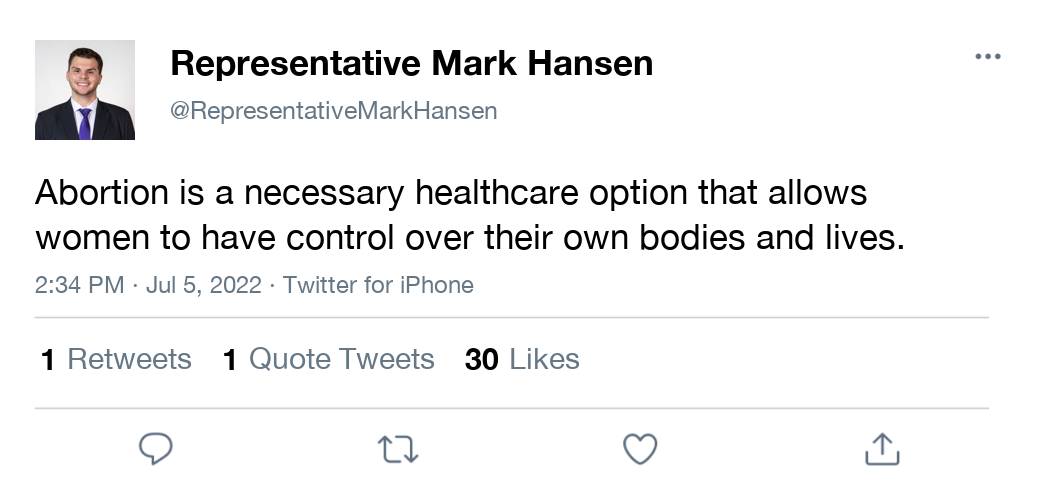 Representative Mark Hansen
@RepresentativeMarkHansen
Abortion is a necessary healthcare option that allows
women to have control over their own bodies and lives.
2:34 PM · Jul 5, 2022 · Twitter for iPhone
1 Retweets 1 Quote Tweets 30 Likes